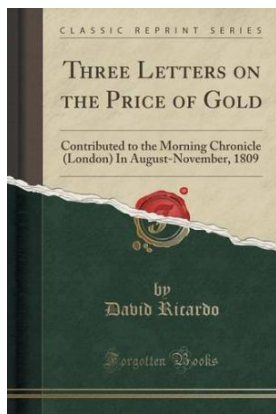 CLASSIC REPRINT SERIES
THREE LETTERS ON
THE PRICE OF GOLD
Contributed to the Morning Chronicle
(London) In August-November, 1809
by
David Ricardo
Forgotten Books